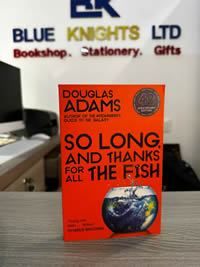 BK
BLUE KNIGHTS LTD
Bookshop. Stationery. Gifts
DOUGLAS
ADAMS
AUTHOR OF THE HITCHHIKER'S
GUIDE TO THE GALAXY
SO LONG,
AND THANKS
FOR ALL THE FISH